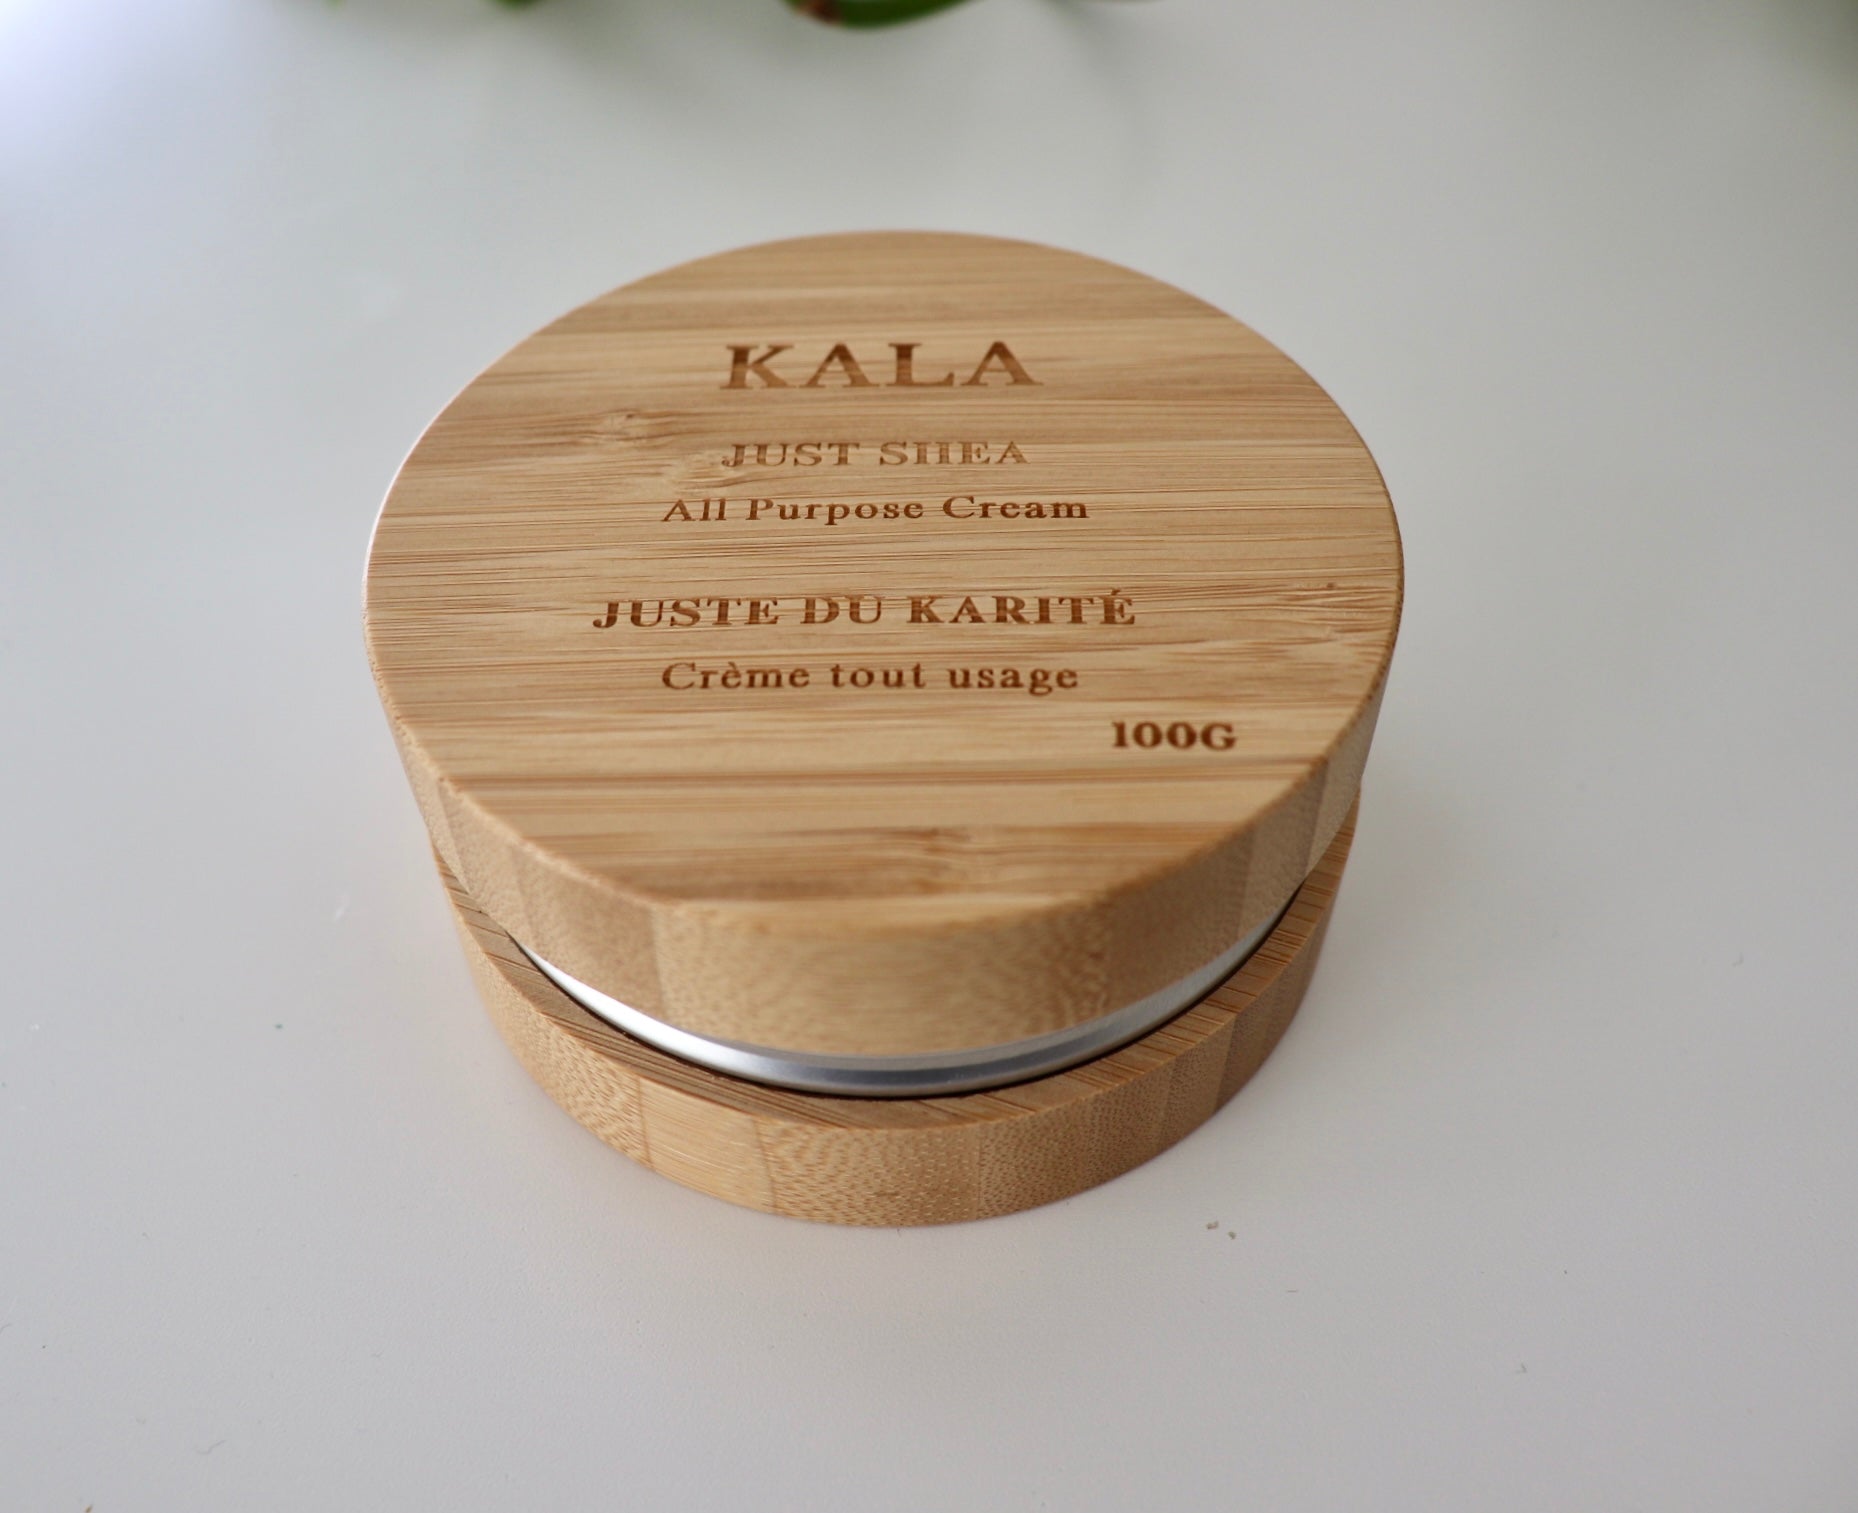 KALA
JUST SHEA
All Purpose Cream
JUSTE DU KARITÉ
Crème tout usage
100G